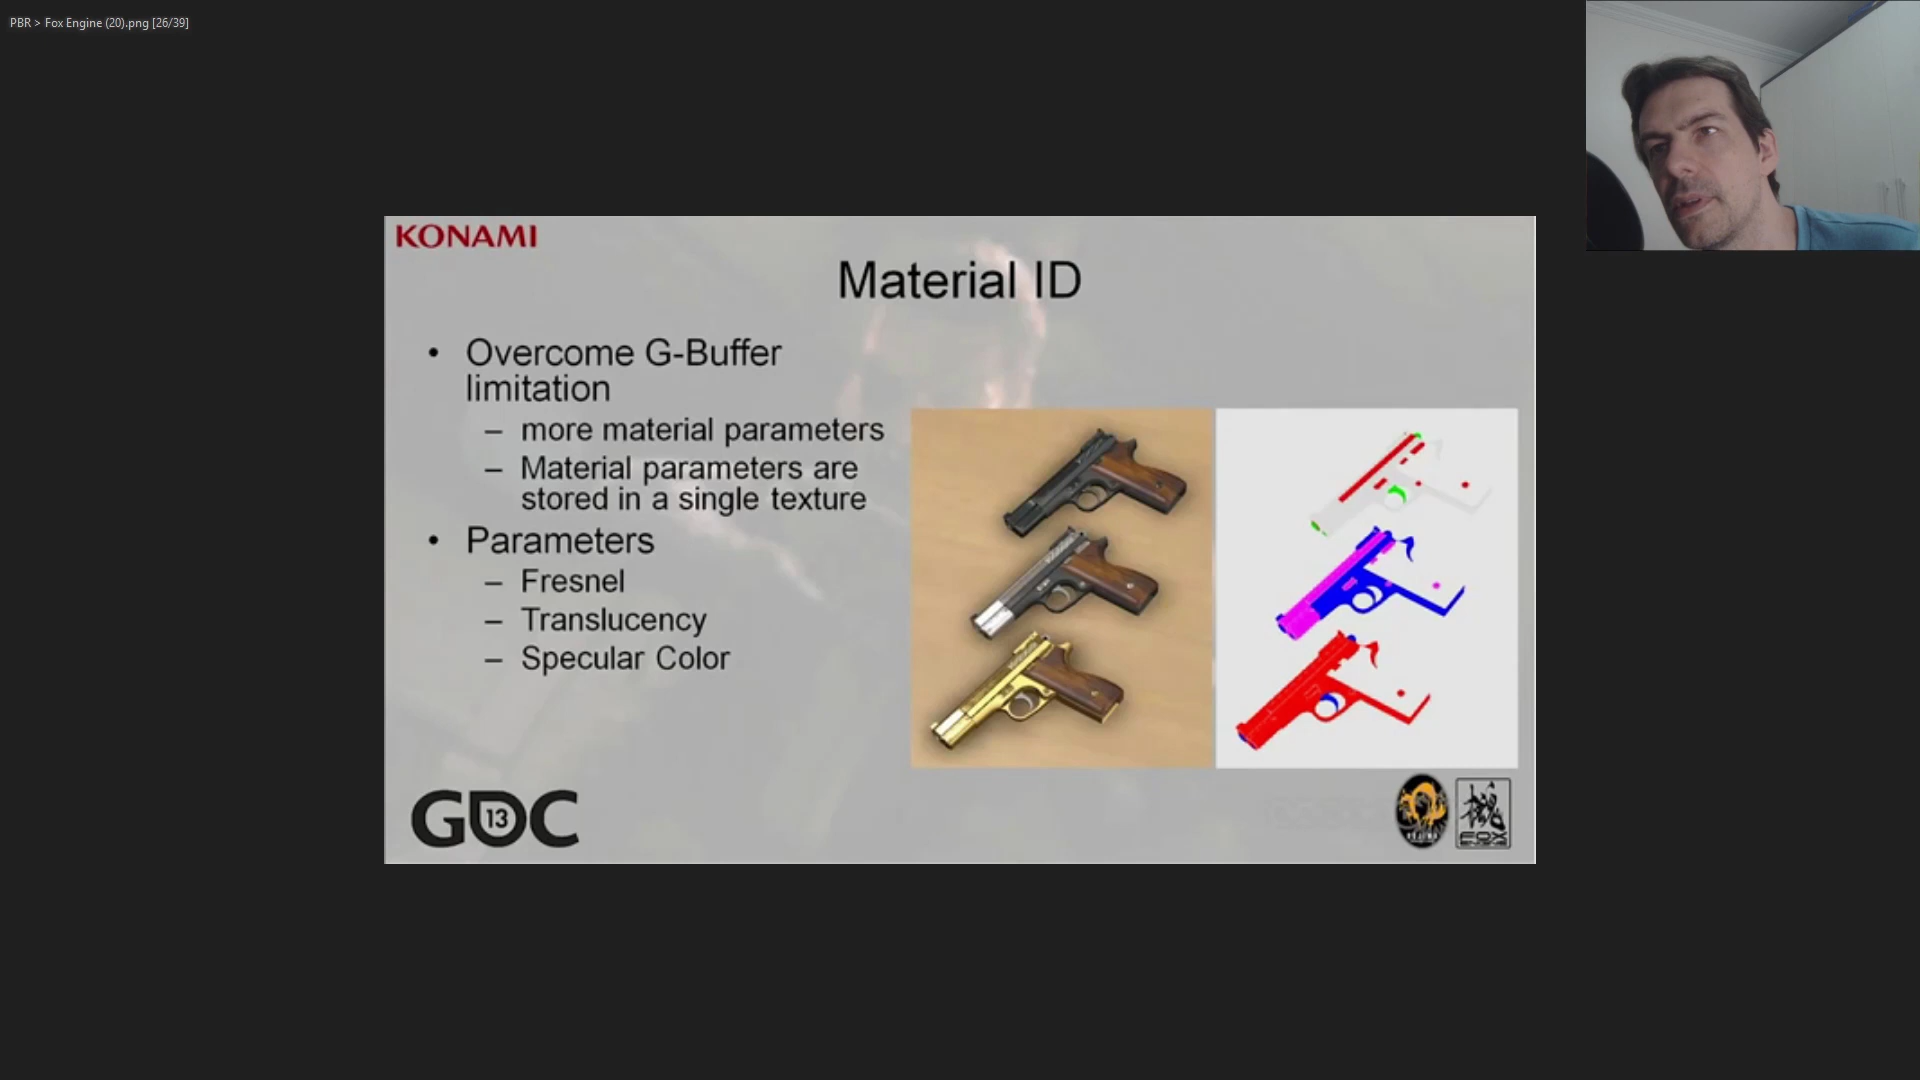 PBR > Fox Engine (20).png [26/39]
KONAMI
Material ID
• Overcome G-Buffer
limitation
– more material parameters
– Material parameters are
stored in a single texture
• Parameters
– Fresnel
– Translucency
– Specular Color
GDC 13
FOX